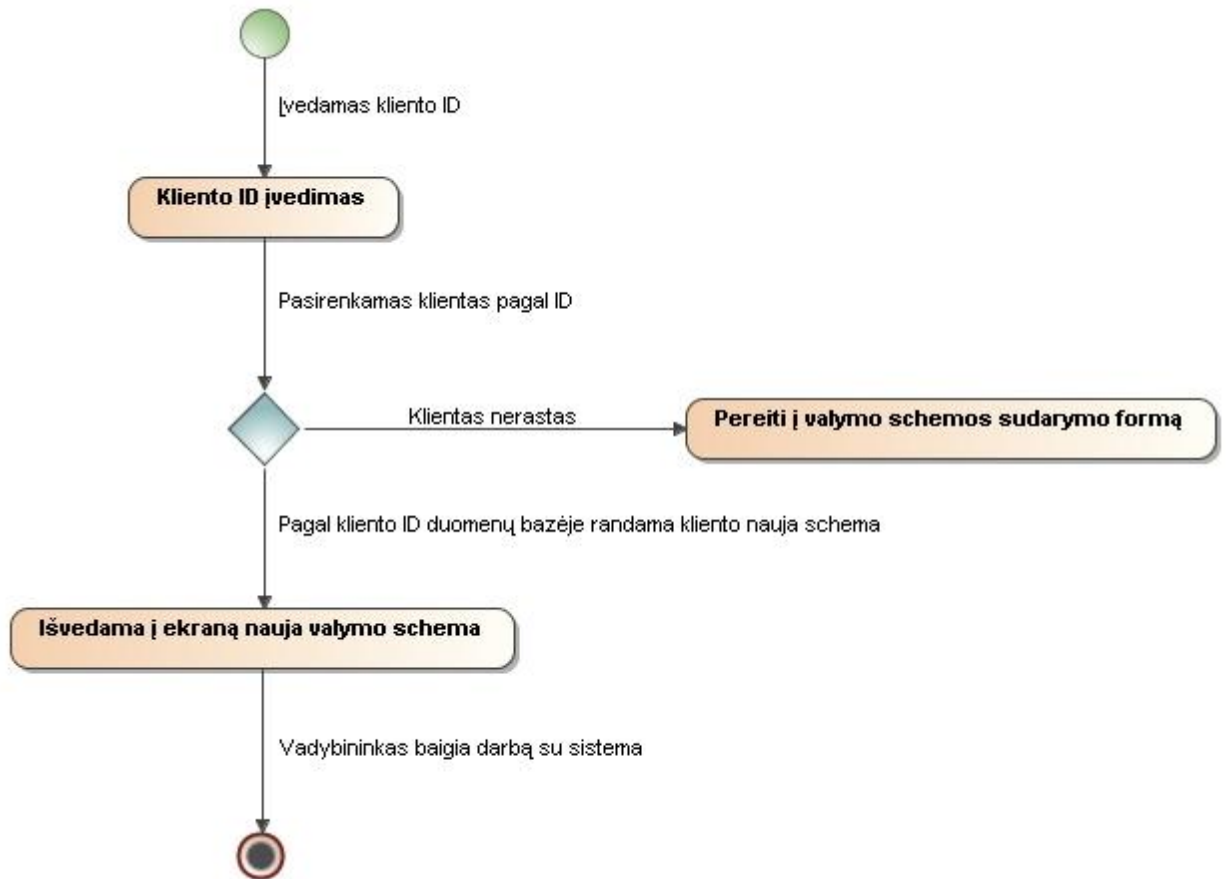 Įvedamas kliento ID
Kliento ID įvedimas
Pasirenkamas klientas pagal ID
Klientas nerastas
Pereiti į valymo schemos sudarymo formą
Pagal kliento ID duomenų bazėje randama kliento nauja schema
Išvedama į ekraną nauja valymo schema
Vadybininkas baigia darbą su sistema